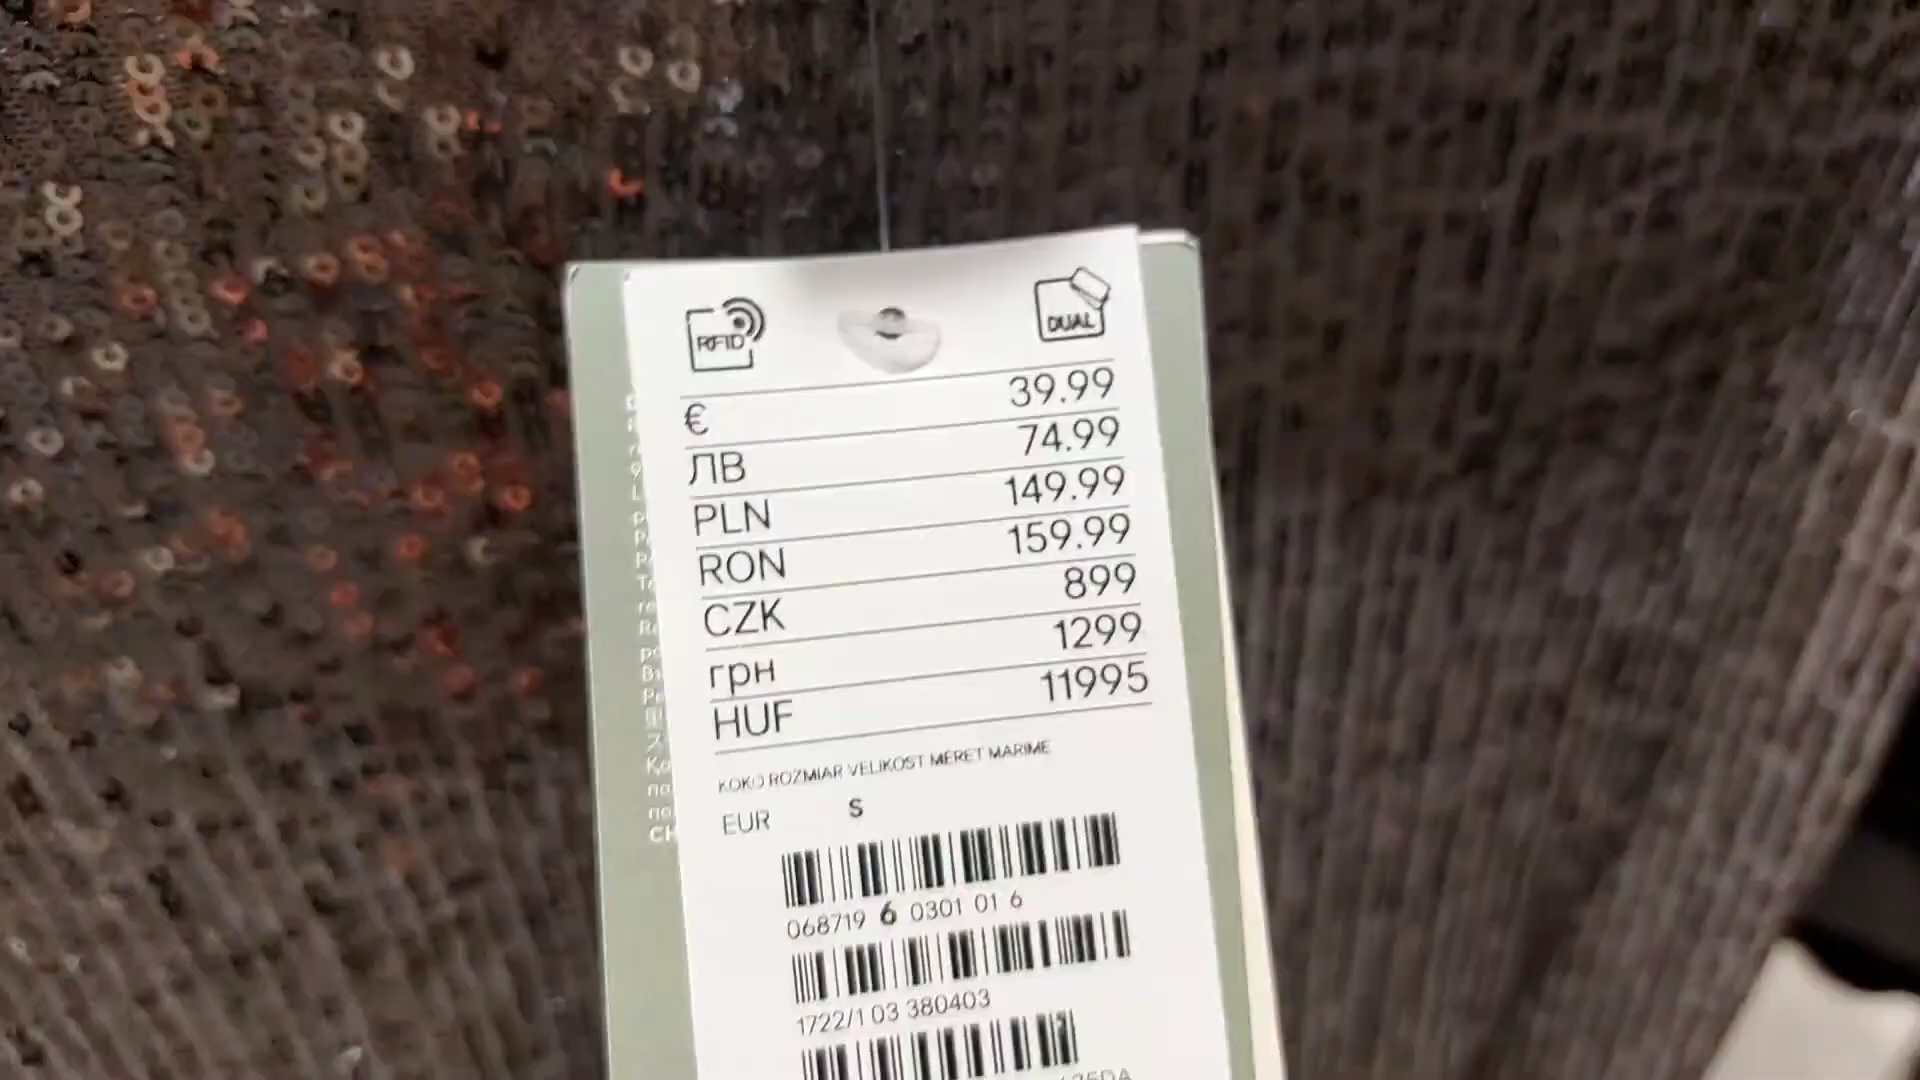 RFID
DUAL
€ 39.99
ЛВ 74.99
PLN 149.99
RON 159.99
CZK 899
грн 1299
HUF 11995
KOKO ROZMIAR VELIKOST MÉRET MARIME
EUR S
068719 6 0301 01 6
1722/1 03 380403